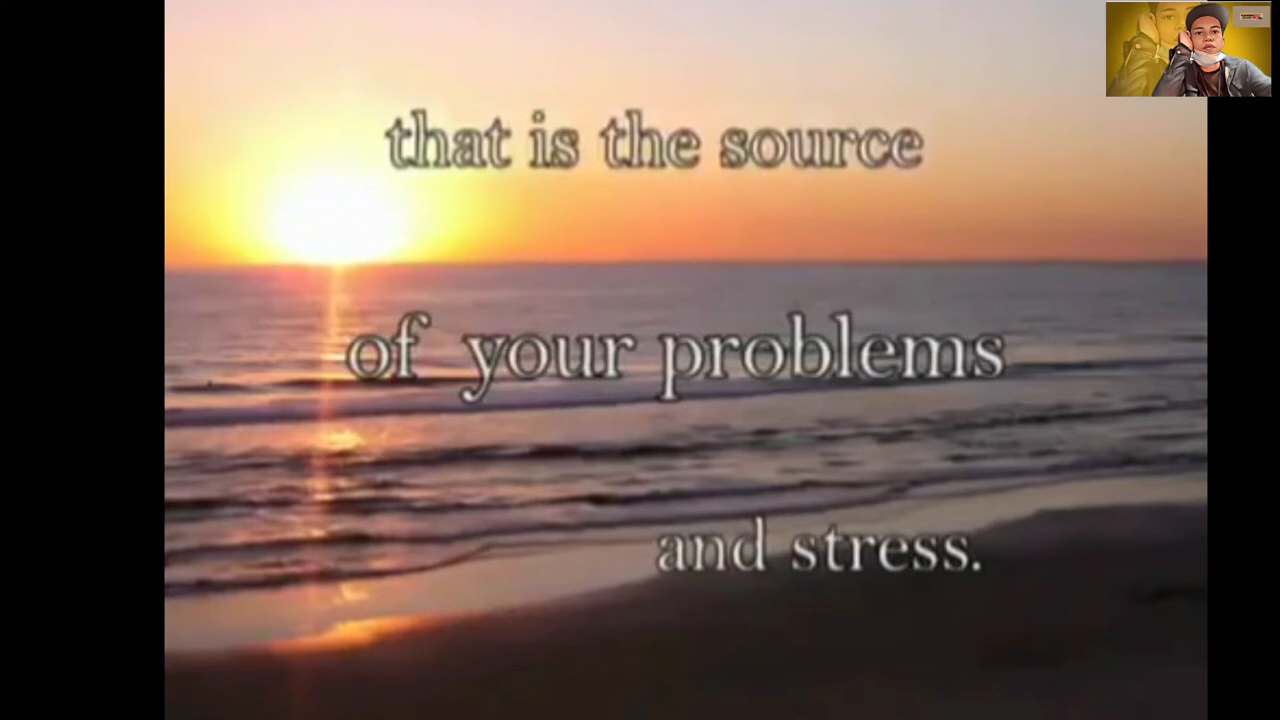 that is the source
of your problems
and stress.